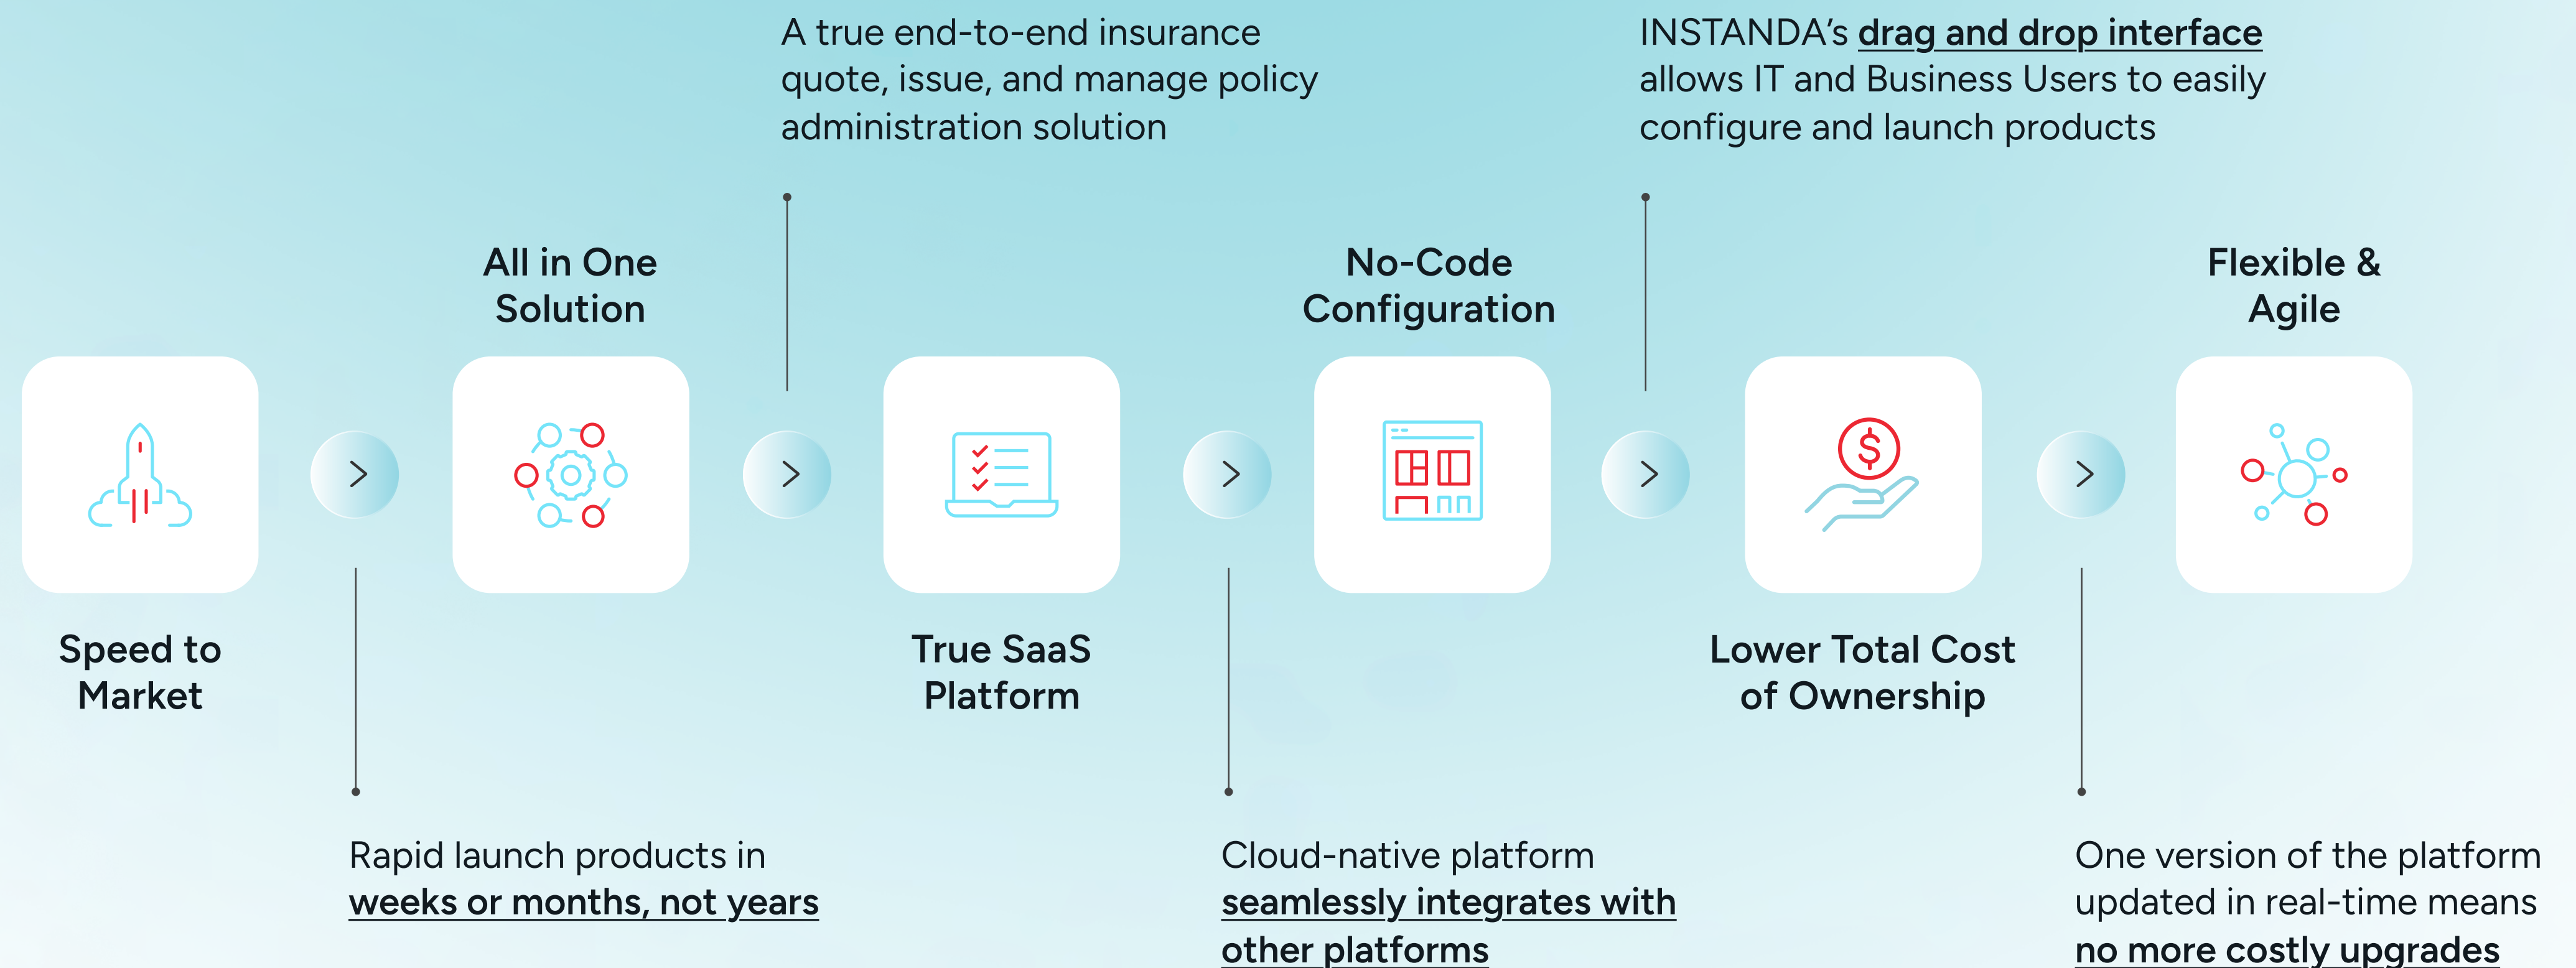 A true end-to-end insurance
quote, issue, and manage policy
administration solution
INSTANDA’s drag and drop interface
allows IT and Business Users to easily
configure and launch products
All in One
Solution
No-Code
Configuration
Flexible &
Agile
$
Speed to
Market
True SaaS
Platform
Lower Total Cost
of Ownership
Rapid launch products in
weeks or months, not years
Cloud-native platform
seamlessly integrates with
other platforms
One version of the platform
updated in real-time means
no more costly upgrades